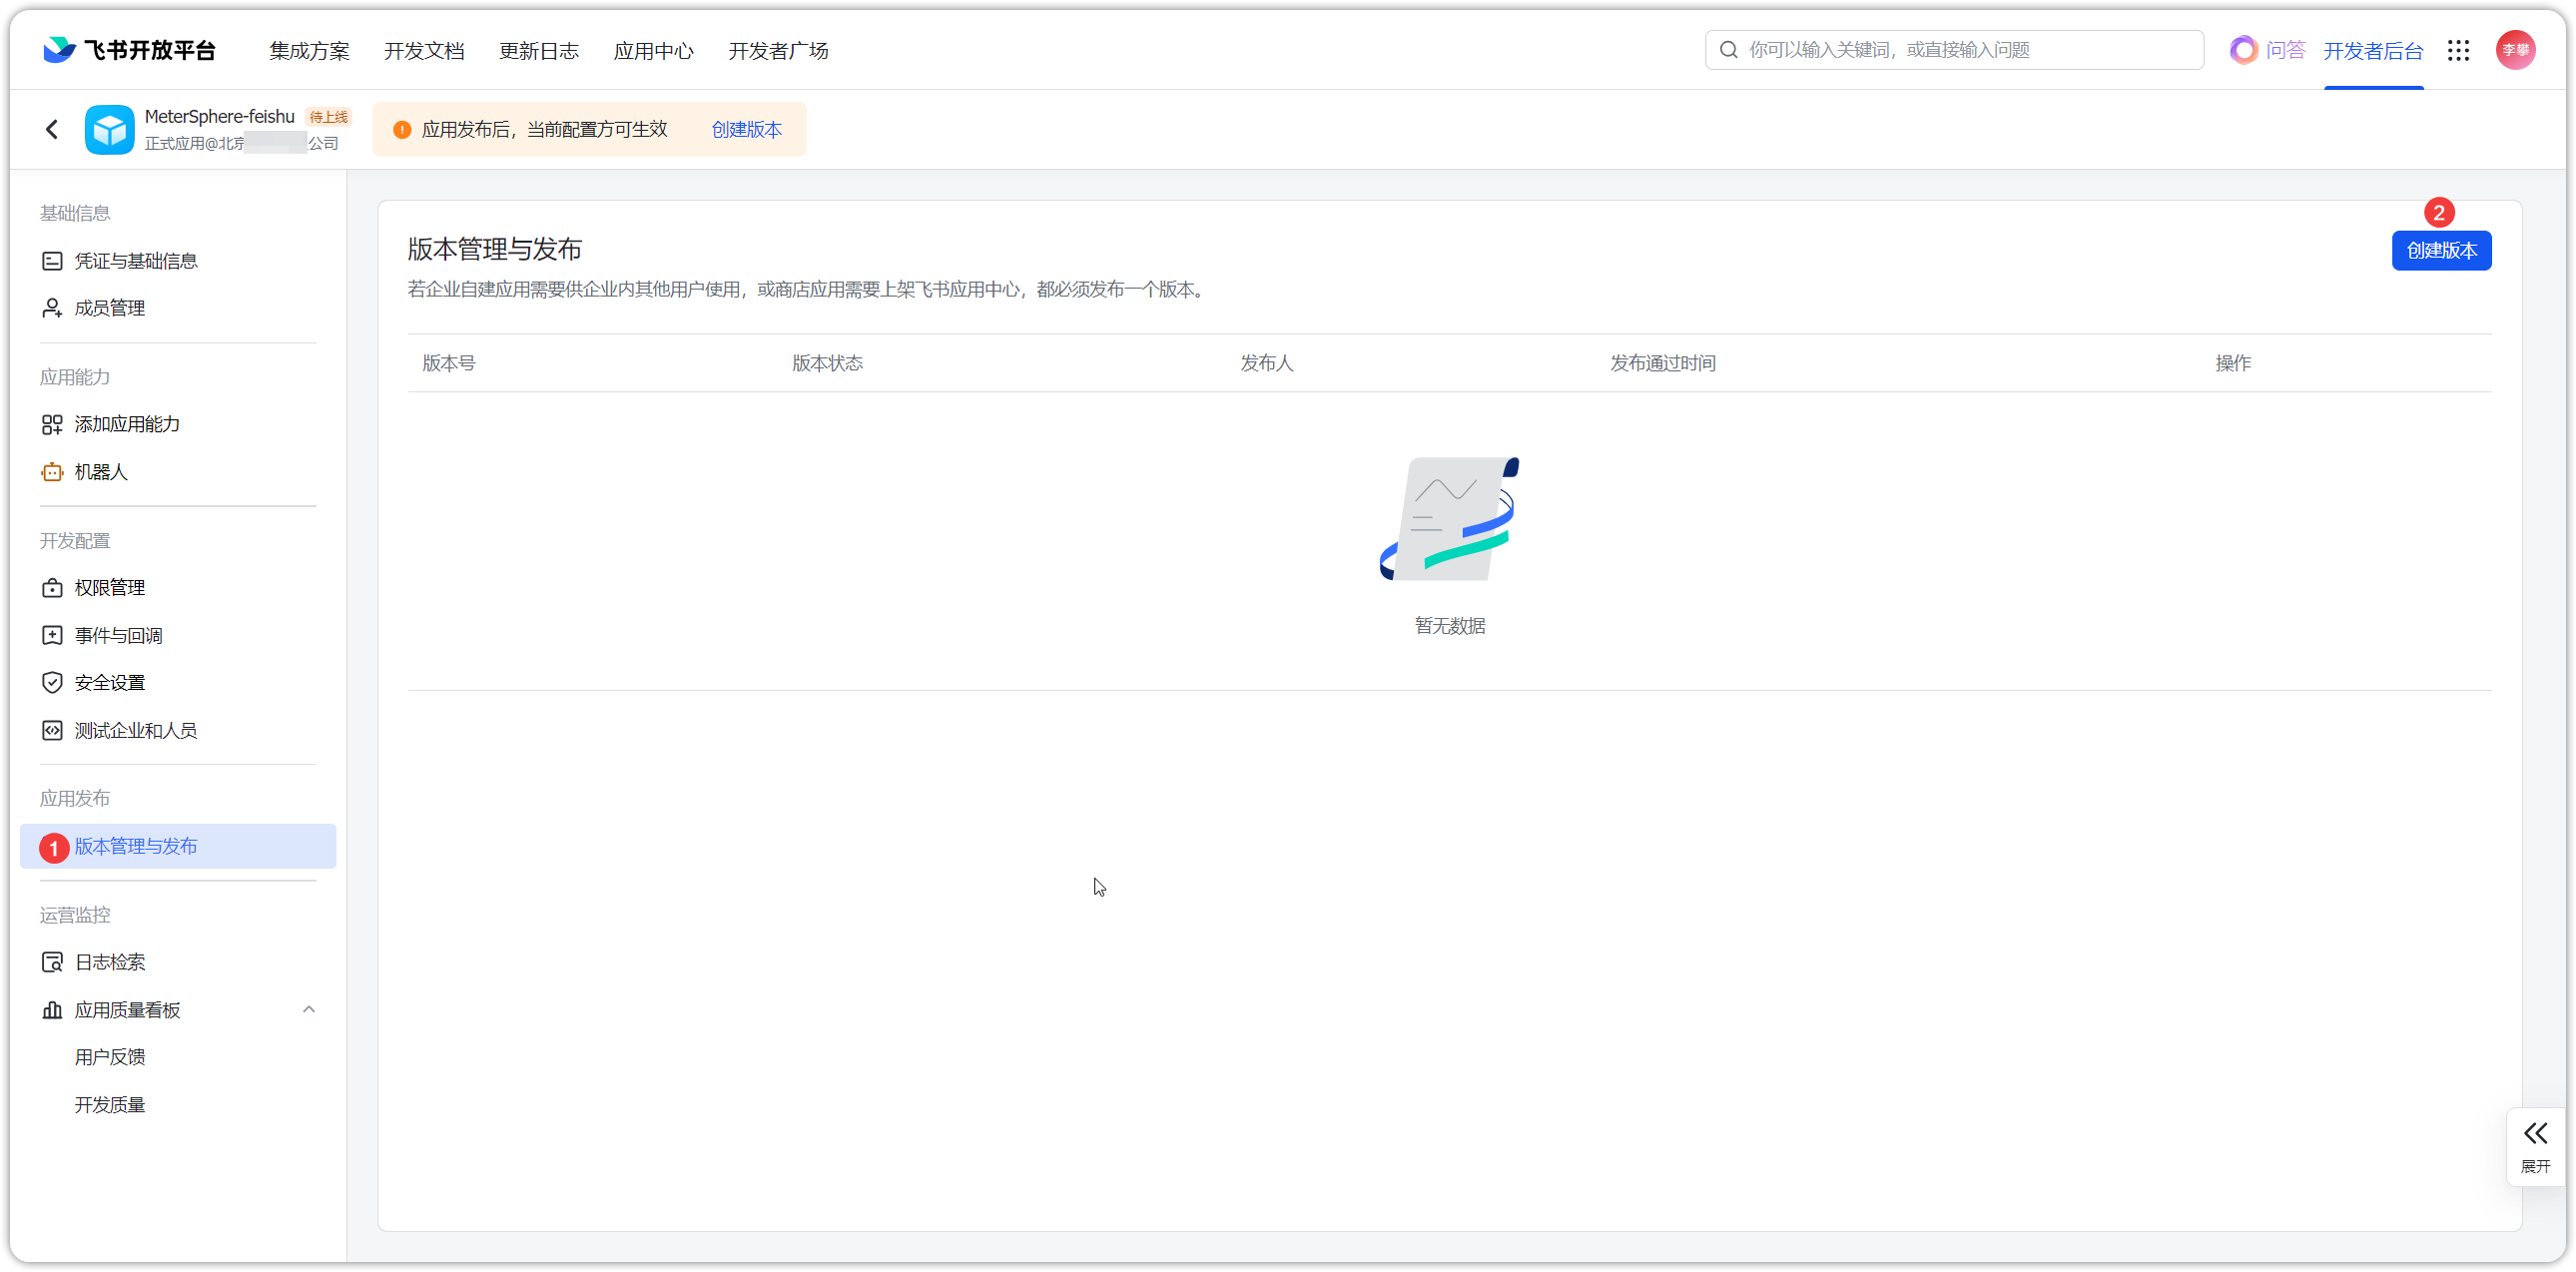 飞书开放平台 集成方案 开发文档 更新日志 应用中心 开发者广场 你可以输入关键词，或直接输入问题 问答 开发者后台 李攀
MeterSphere-feishu 待上线
正式应用@北京 公司
应用发布后，当前配置方可生效 创建版本
基础信息
凭证与基础信息
成员管理
应用能力
添加应用能力
机器人
开发配置
权限管理
事件与回调
安全设置
测试企业和人员
应用发布
1 版本管理与发布
运营监控
日志检索
应用质量看板
用户反馈
开发质量
2
版本管理与发布 创建版本
若企业自建应用需要供企业内其他用户使用，或商店应用需要上架飞书应用中心，都必须发布一个版本。
版本号 版本状态 发布人 发布通过时间 操作
暂无数据
展开